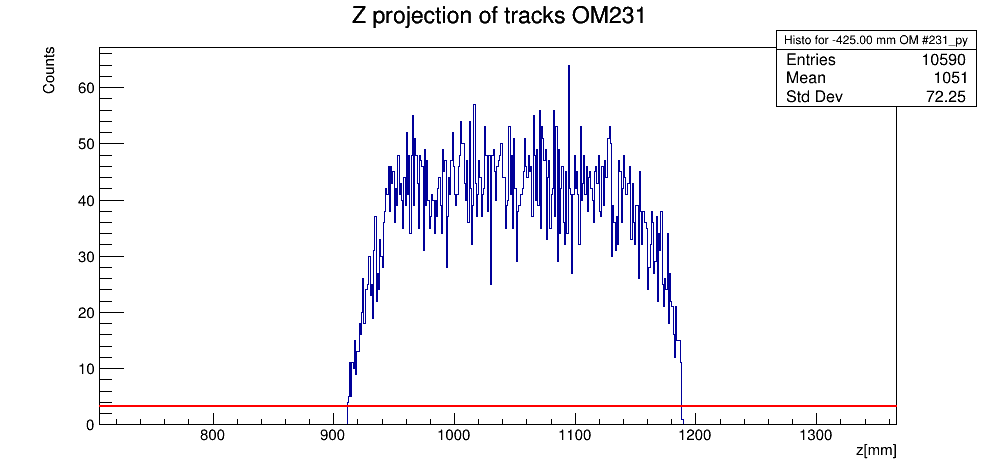 Z projection of tracks OM231
Histo for -425.00 mm OM #231_py
Entries 10590
Mean 1051
Std Dev 72.25
Counts
60
50
40
30
20
10
0
800 900 1000 1100 1200 1300
z[mm]